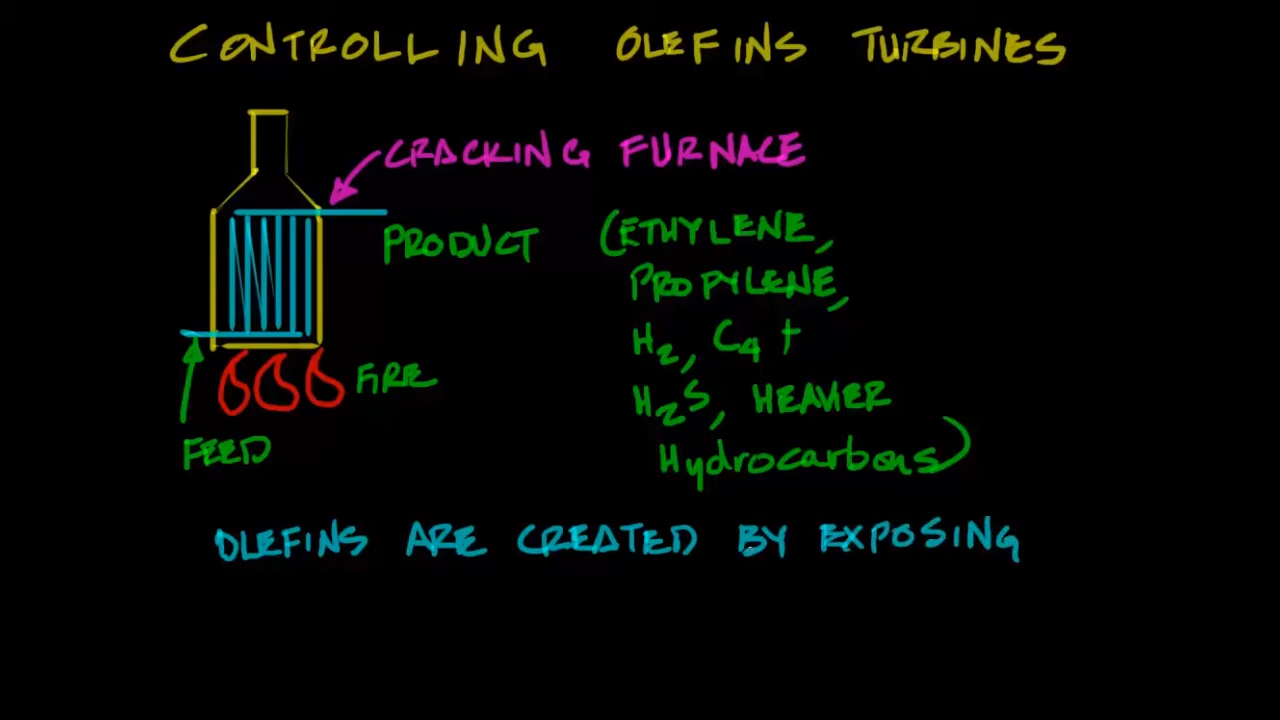 CONTROLLING OLEFINS TURBINES
CRACKING FURNACE
PRODUCT (ETHYLENE,
PROPYLENE,
H2, C4+
H2S, HEAVIER
Hydrocarbons)
FIRE
FEED
OLEFINS ARE CREATED BY EXPOSING